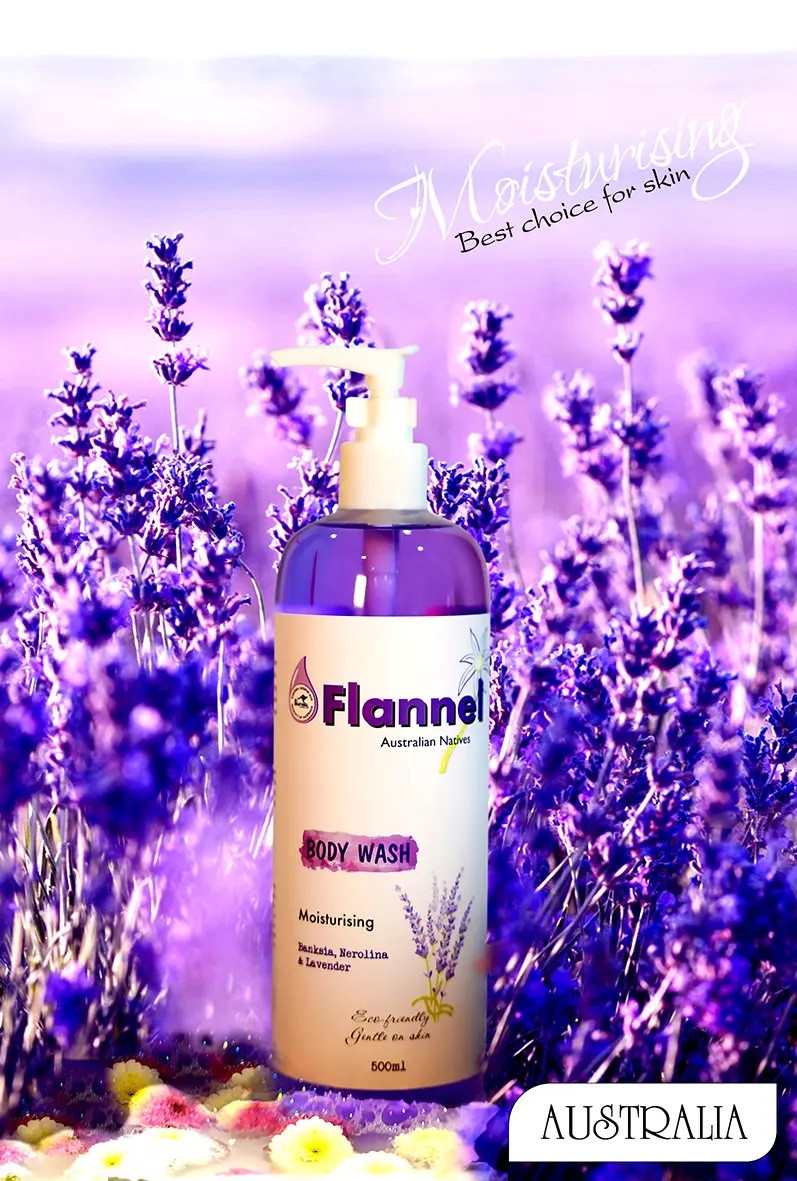 Moisturising
Best choice for skin
Flannel
Australian Natives
BODY WASH
Moisturising
Banksia, Nerolina
& Lavender
Eco-friendly
Gentle on skin
500ml
AUSTRALIA